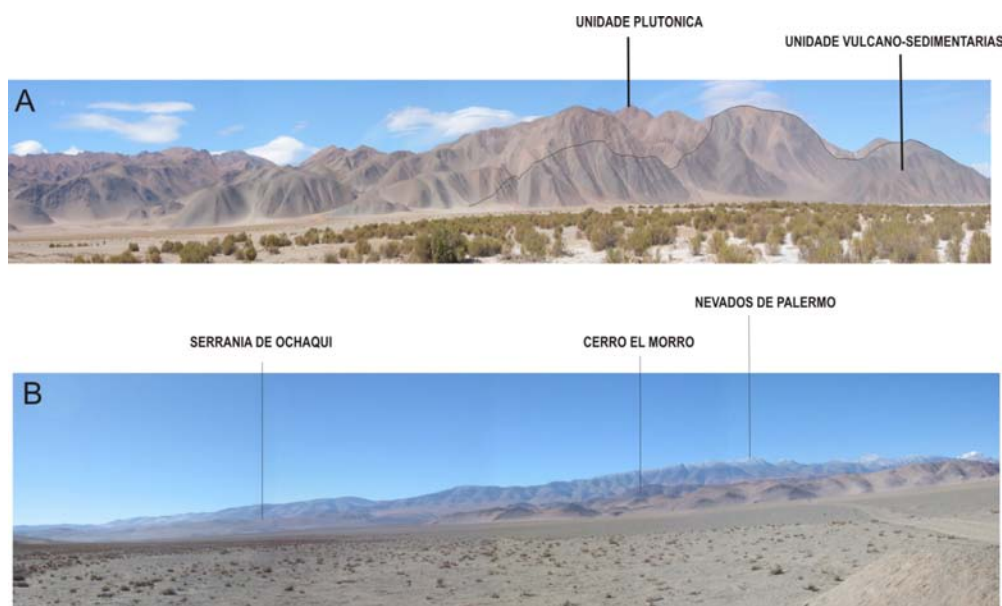 UNIDADE PLUTONICA
UNIDADE VULCANO-SEDIMENTARIAS
A
NEVADOS DE PALERMO
SERRANIA DE OCHAQUI
CERRO EL MORRO
B